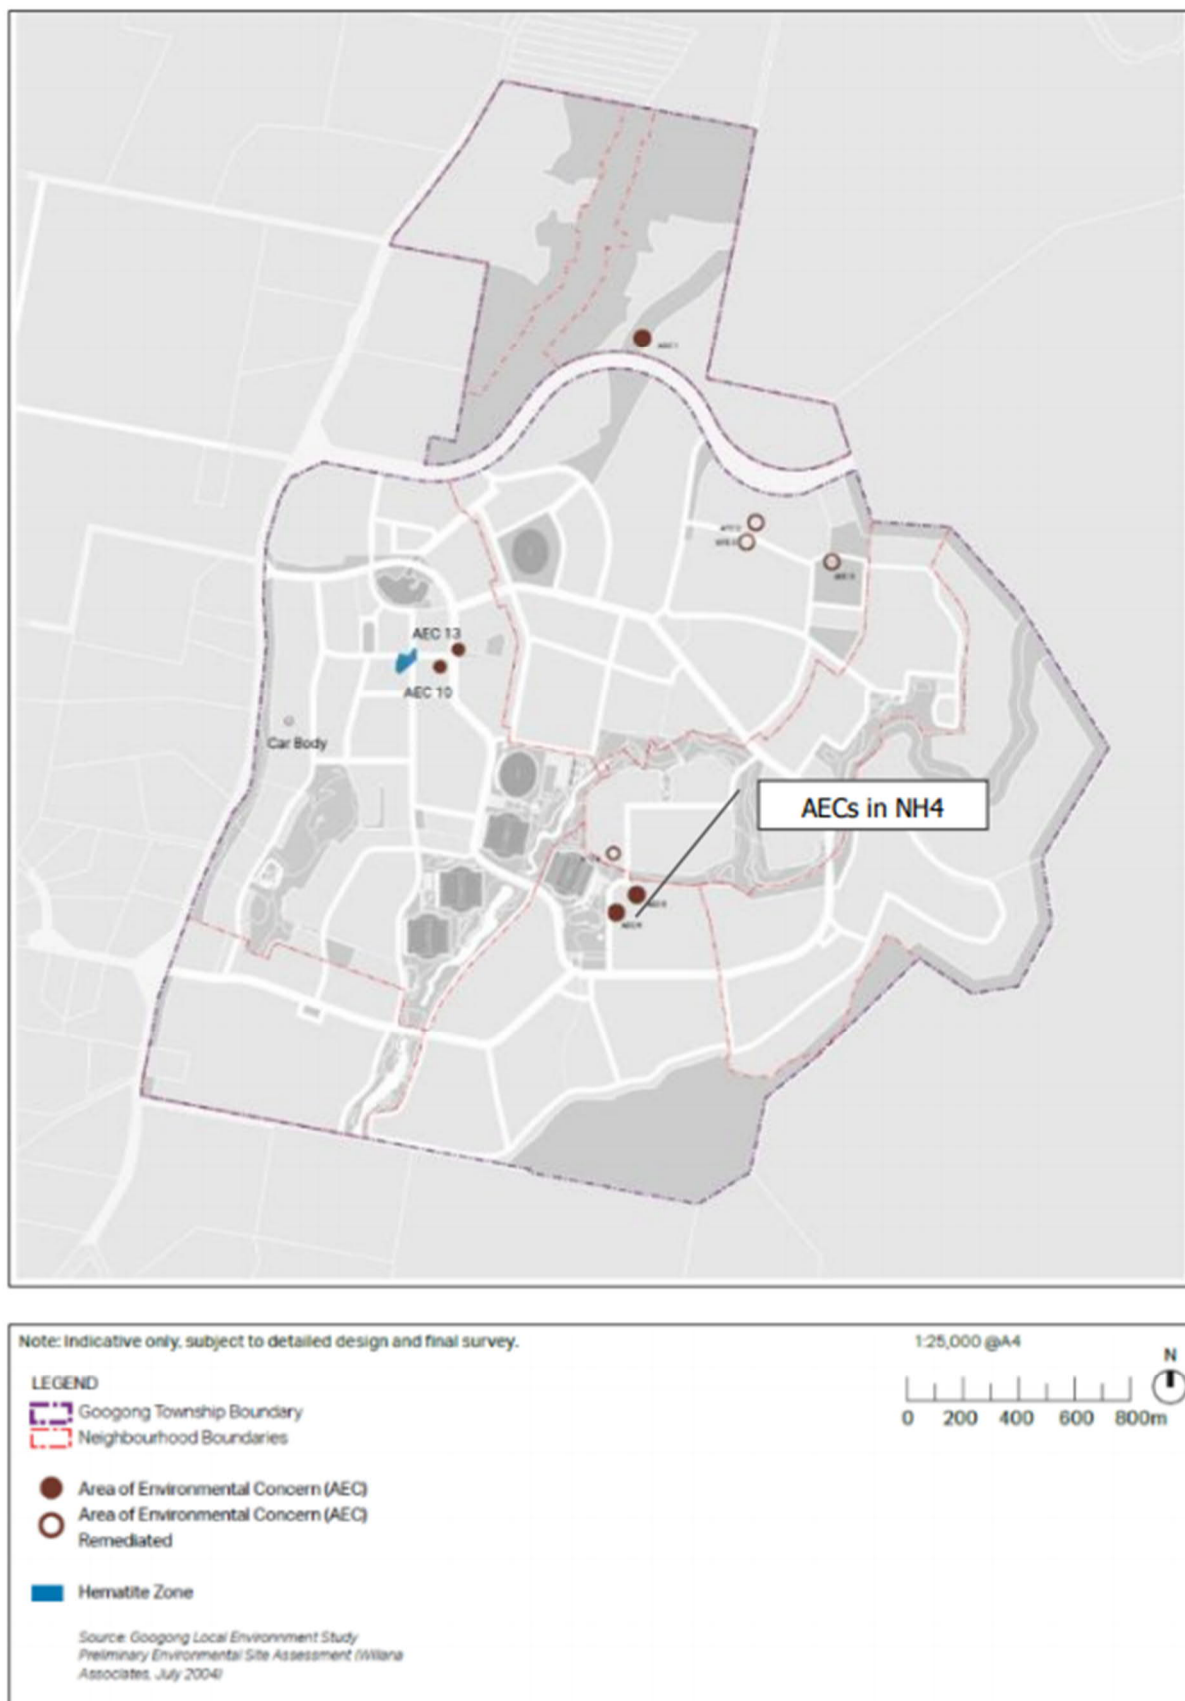 AEC 1
AEC 13
AEC 10
Car Body
AECs in NH4
Note: Indicative only, subject to detailed design and final survey.
1:25,000 @A4
N
LEGEND
Googong Township Boundary
Neighbourhood Boundaries
0 200 400 600 800m
Area of Environmental Concern (AEC)
Area of Environmental Concern (AEC)
Remediated
Hematite Zone
Source: Googong Local Environnment Study
Preliminary Environmental Site Assessment (Willana
Associates, July 2004)